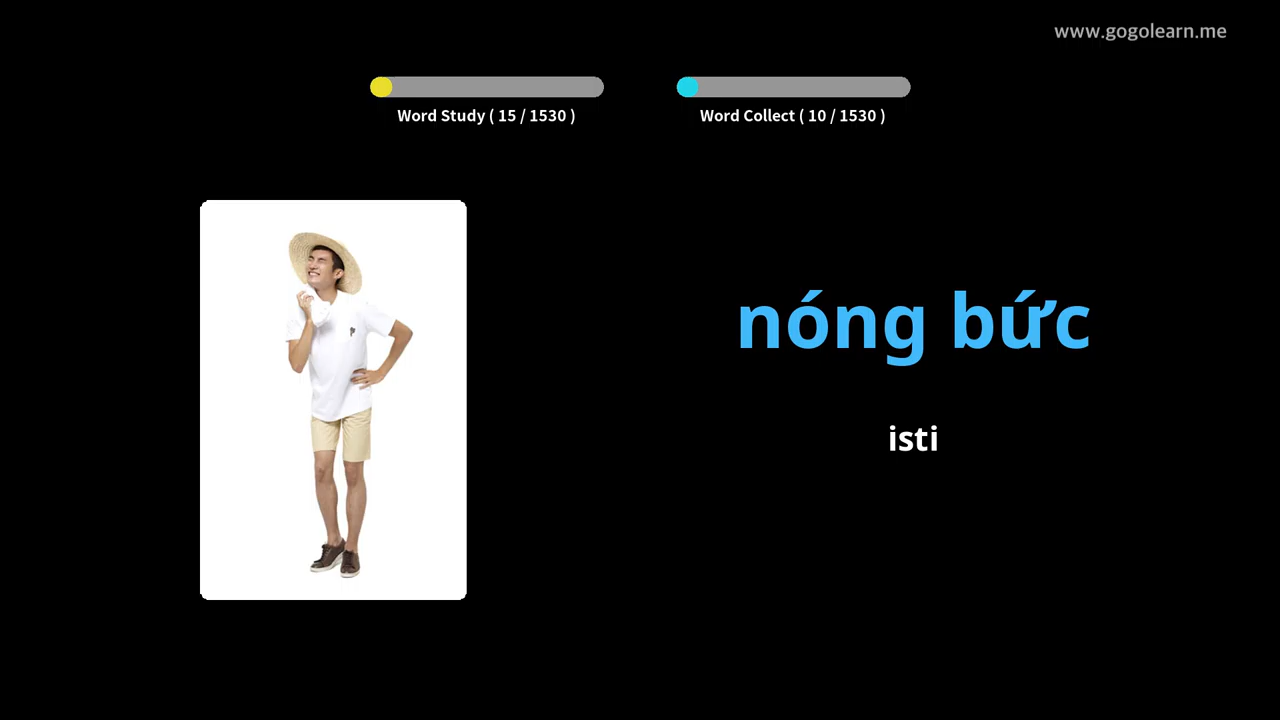 www.gogolearn.me
Word Study ( 15 / 1530 )
Word Collect ( 10 / 1530 )
nóng bức
isti